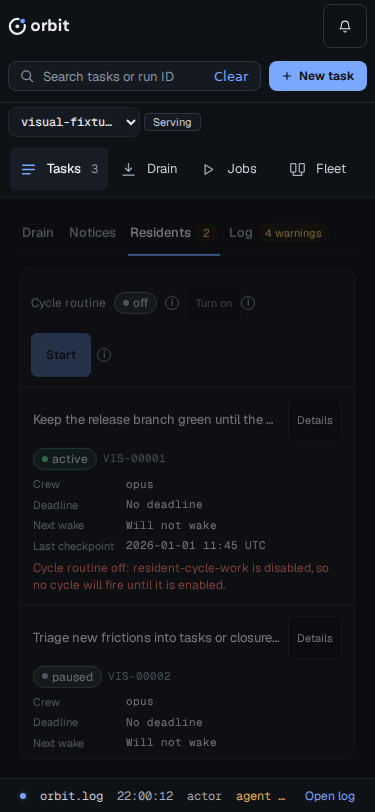 orbit
Search tasks or run ID Clear
+ New task
visual-fixtu… Serving
Tasks 3 Drain Jobs Fleet
Drain Notices Residents 2 Log 4 warnings
Cycle routine off Turn on
Start
Keep the release branch green until the … Details
active VIS-00001
Crew opus
Deadline No deadline
Next wake Will not wake
Last checkpoint 2026-01-01 11:45 UTC
Cycle routine off: resident-cycle-work is disabled, so
no cycle will fire until it is enabled.
Triage new frictions into tasks or closure… Details
paused VIS-00002
Crew opus
Deadline No deadline
Next wake Will not wake
orbit.log 22:00:12 actor agent … Open log